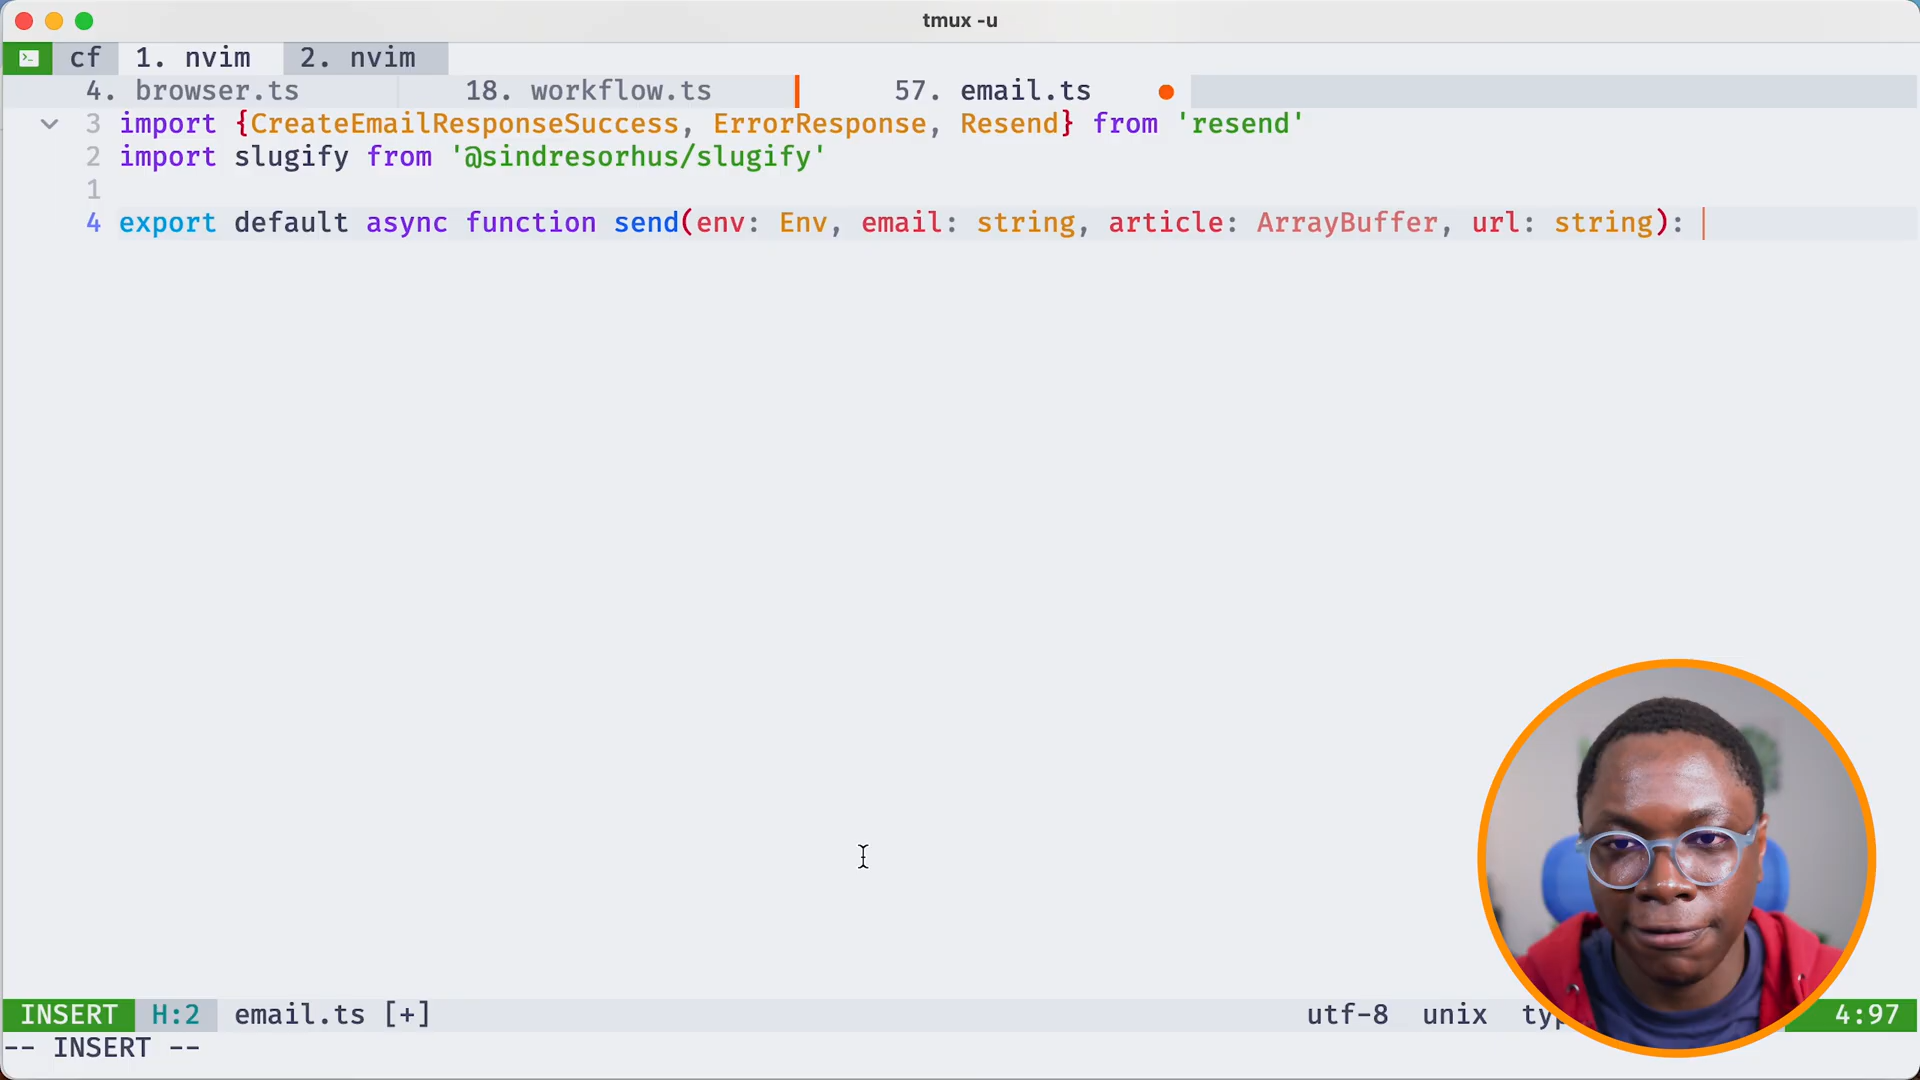 tmux -u
cf 1. nvim 2. nvim
4. browser.ts 18. workflow.ts 57. email.ts
3 import {CreateEmailResponseSuccess, ErrorResponse, Resend} from 'resend'
2 import slugify from '@sindresorhus/slugify'
1
4 export default async function send(env: Env, email: string, article: ArrayBuffer, url: string):
INSERT H:2 email.ts [+] utf-8 unix 4:97
-- INSERT --